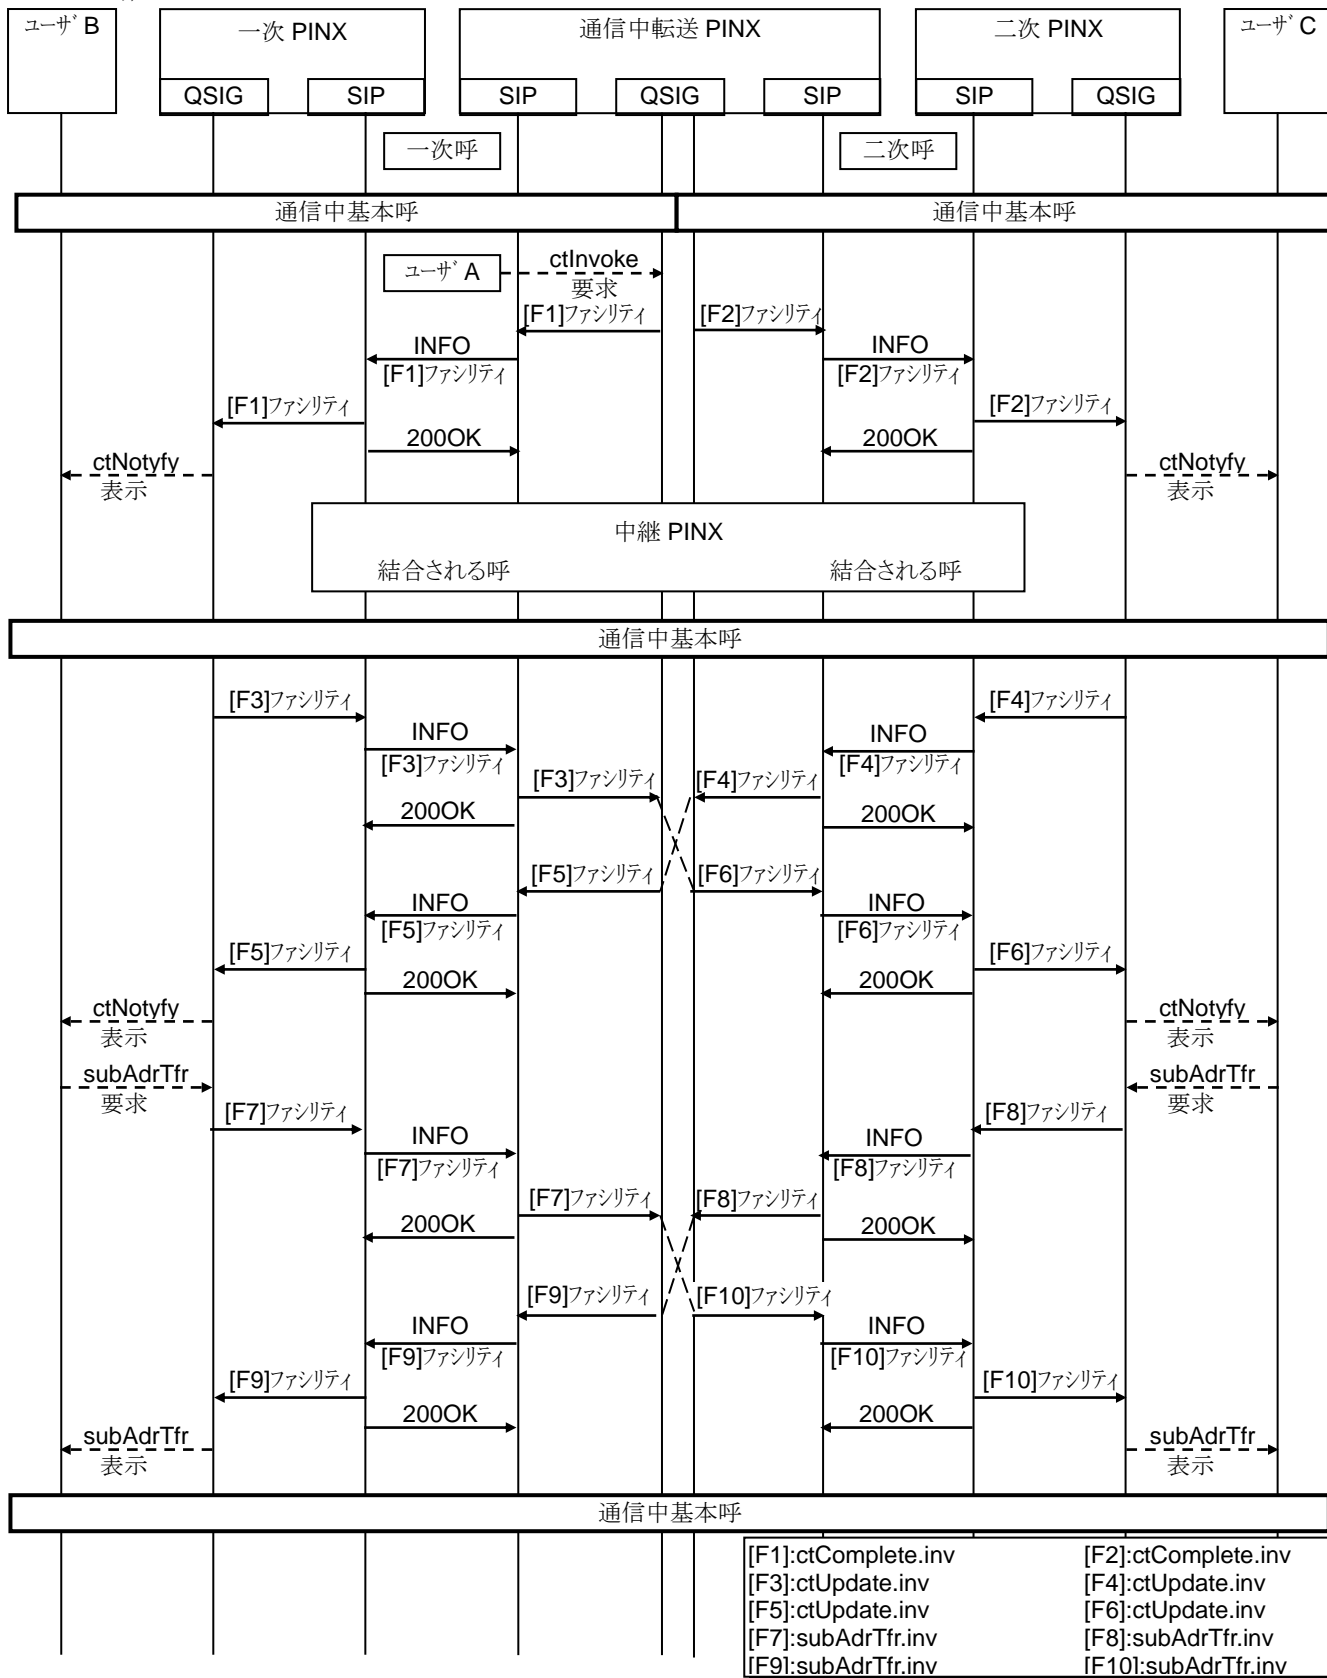 ユーザ B
一次 PINX
通信中転送 PINX
二次 PINX
ユーザ C
QSIG
SIP
SIP
QSIG
SIP
SIP
QSIG
一次呼
二次呼
通信中基本呼
通信中基本呼
ユーザ A
ctInvoke
要求
[F1]ファシリティ
[F2]ファシリティ
INFO
INFO
[F1]ファシリティ
[F2]ファシリティ
[F1]ファシリティ
[F2]ファシリティ
200OK
200OK
ctNotyfy
ctNotyfy
表示
表示
中継 PINX
結合される呼
結合される呼
通信中基本呼
[F3]ファシリティ
[F4]ファシリティ
INFO
INFO
[F3]ファシリティ
[F4]ファシリティ
[F3]ファシリティ
[F4]ファシリティ
200OK
200OK
[F5]ファシリティ
[F6]ファシリティ
INFO
INFO
[F5]ファシリティ
[F6]ファシリティ
[F5]ファシリティ
[F6]ファシリティ
200OK
200OK
ctNotyfy
ctNotyfy
表示
表示
subAdrTfr
subAdrTfr
要求
要求
[F7]ファシリティ
[F8]ファシリティ
INFO
INFO
[F7]ファシリティ
[F8]ファシリティ
[F7]ファシリティ
[F8]ファシリティ
200OK
200OK
[F9]ファシリティ
[F10]ファシリティ
INFO
INFO
[F9]ファシリティ
[F10]ファシリティ
[F9]ファシリティ
[F10]ファシリティ
200OK
200OK
subAdrTfr
subAdrTfr
表示
表示
通信中基本呼
[F1]:ctComplete.inv
[F2]:ctComplete.inv
[F3]:ctUpdate.inv
[F4]:ctUpdate.inv
[F5]:ctUpdate.inv
[F6]:ctUpdate.inv
[F7]:subAdrTfr.inv
[F8]:subAdrTfr.inv
[F9]:subAdrTfr.inv
[F10]:subAdrTfr.inv